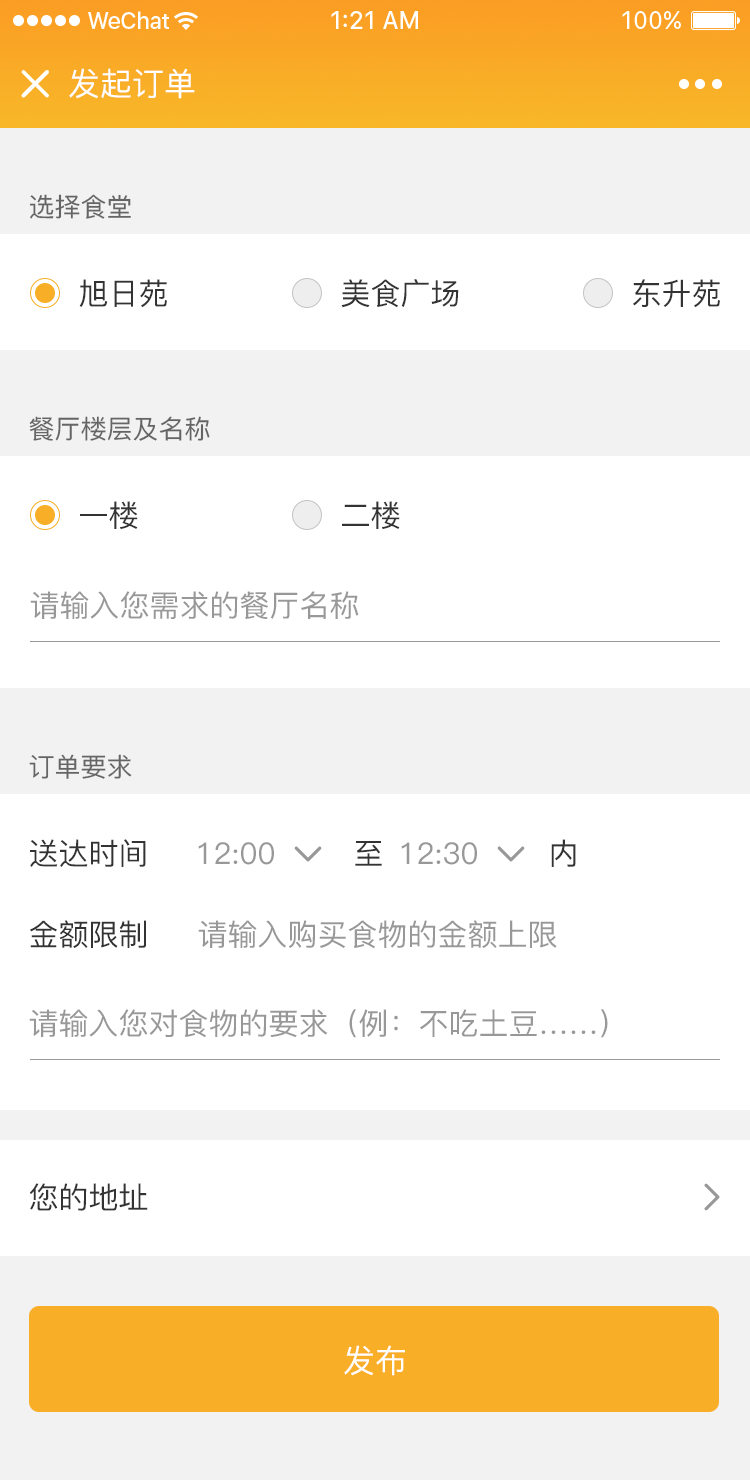 WeChat 1:21 AM 100%
发起订单
选择食堂
旭日苑 美食广场 东升苑
餐厅楼层及名称
一楼 二楼
请输入您需求的餐厅名称
订单要求
送达时间 12:00 至 12:30 内
金额限制 请输入购买食物的金额上限
请输入您对食物的要求（例：不吃土豆......）
您的地址
发布